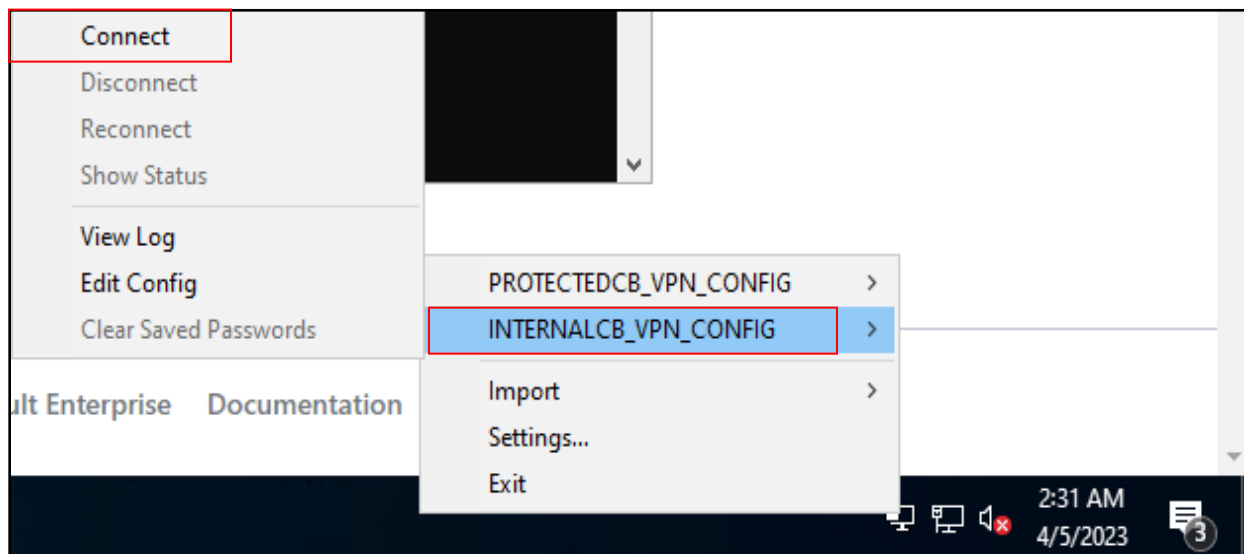 Connect
Disconnect
Reconnect
Show Status
View Log
Edit Config
Clear Saved Passwords
PROTECTEDCB_VPN_CONFIG
INTERNALCB_VPN_CONFIG
Import
Settings...
Exit
ult Enterprise Documentation
2:31 AM
4/5/2023
3